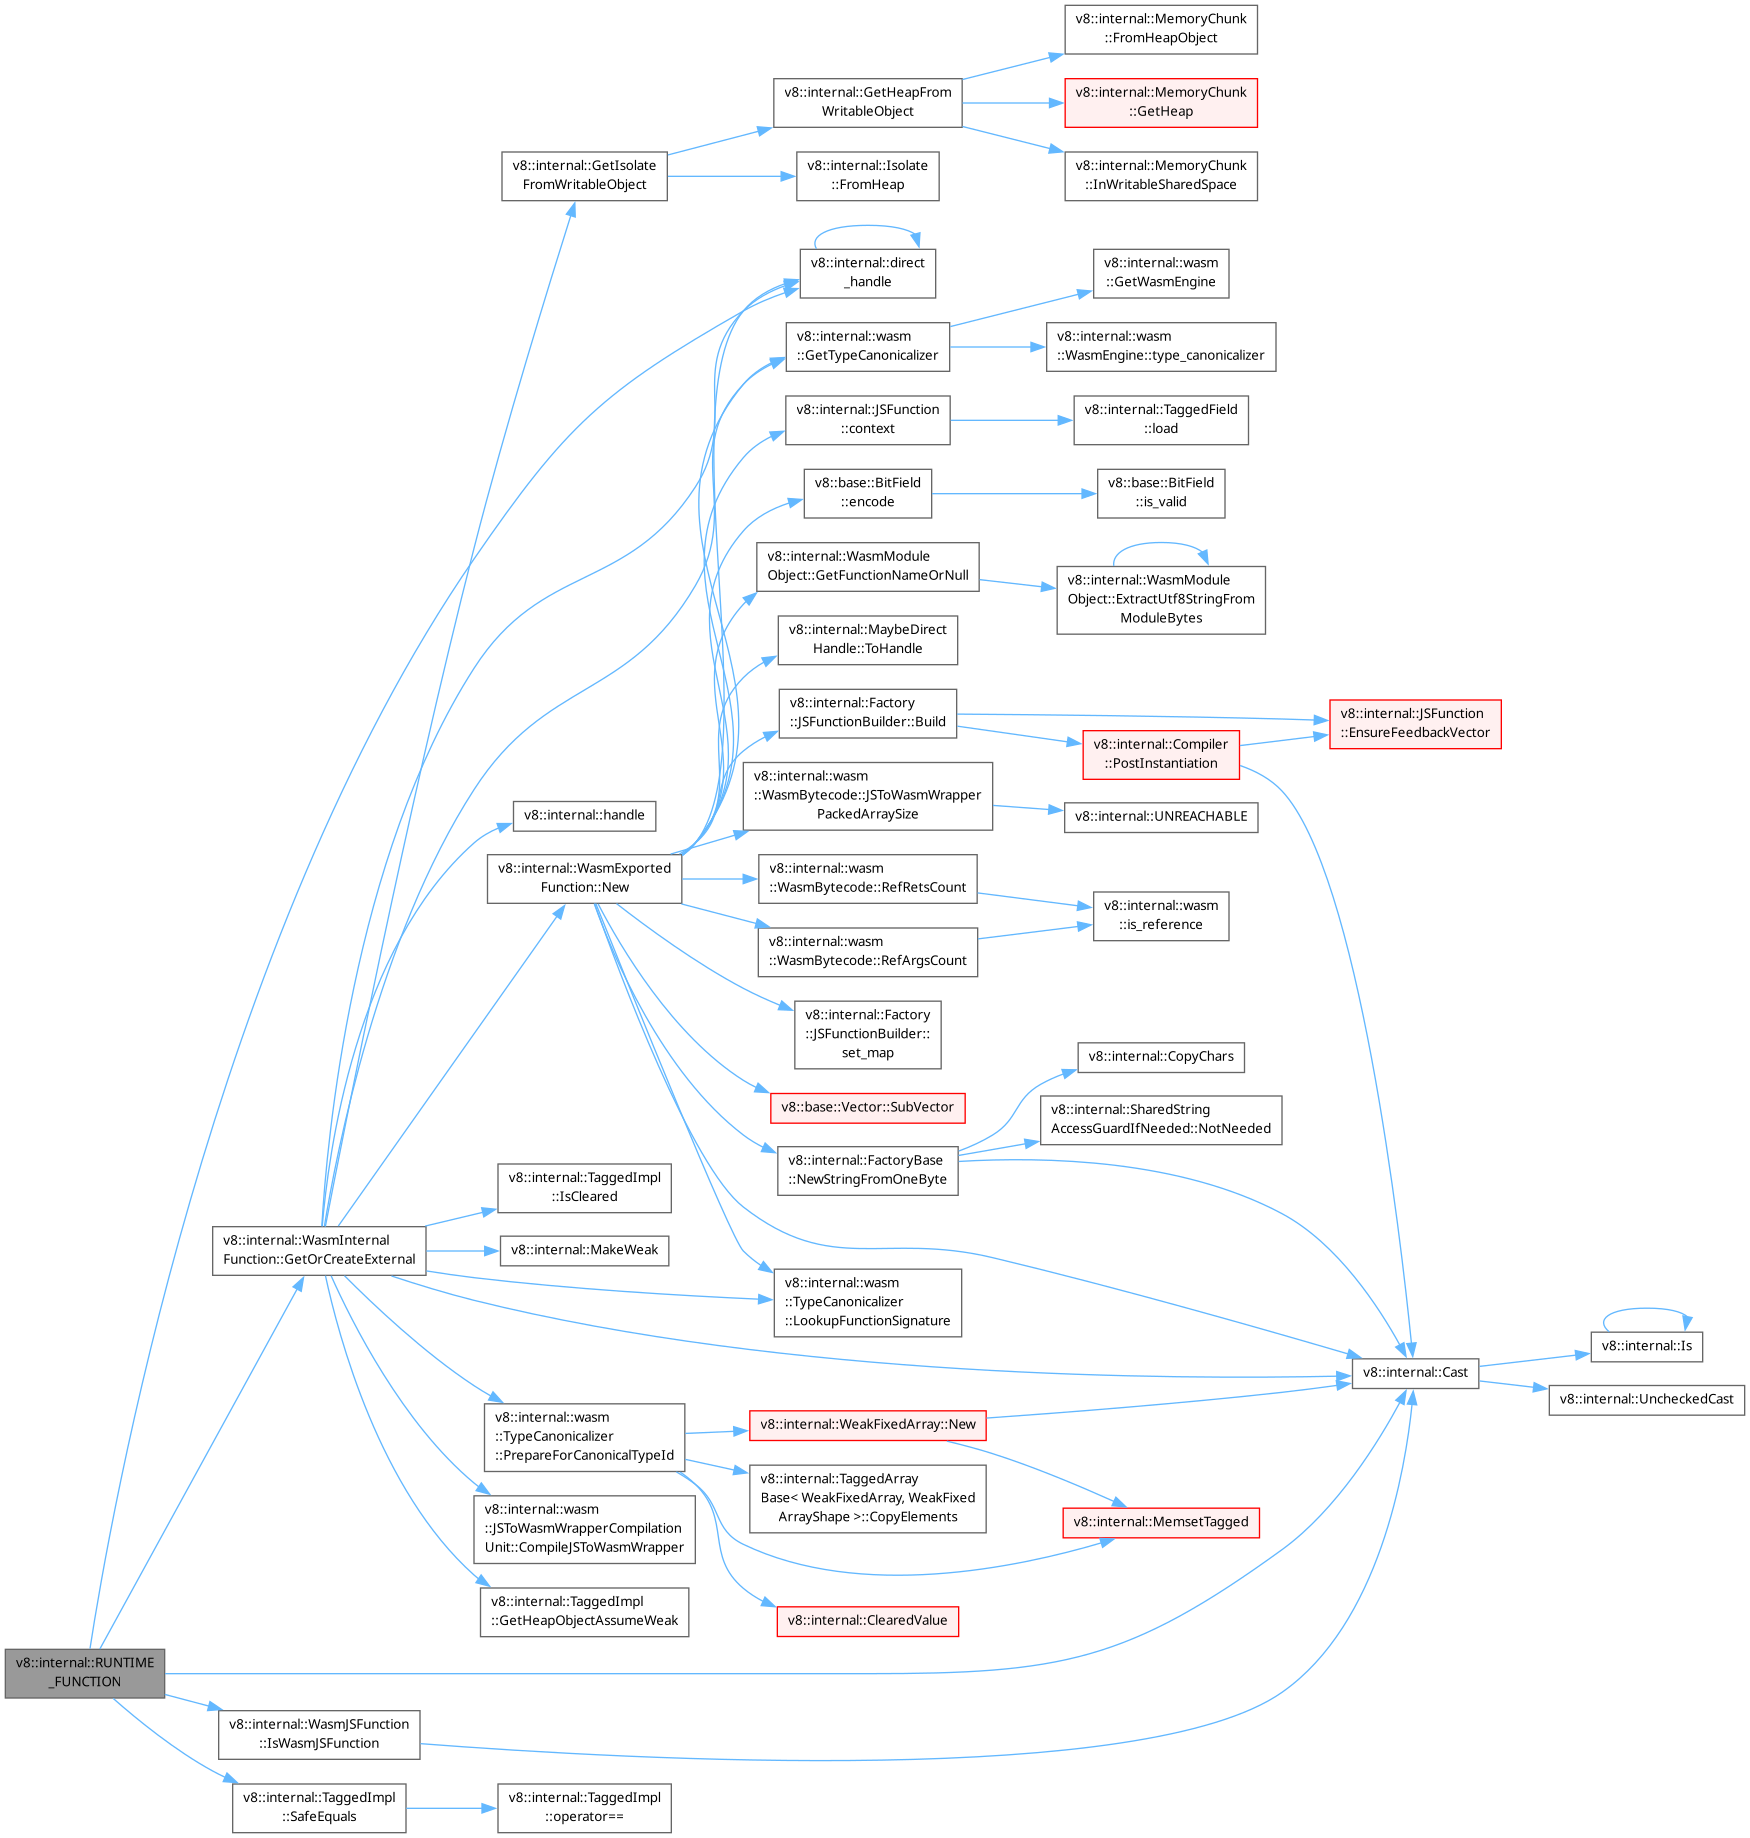 v8::internal::MemoryChunk
::FromHeapObject
v8::internal::GetHeapFrom
WritableObject
v8::internal::MemoryChunk
::GetHeap
v8::internal::GetIsolate
FromWritableObject
v8::internal::Isolate
::FromHeap
v8::internal::MemoryChunk
::InWritableSharedSpace
v8::internal::direct
_handle
v8::internal::wasm
::GetWasmEngine
v8::internal::wasm
::GetTypeCanonicalizer
v8::internal::wasm
::WasmEngine::type_canonicalizer
v8::internal::JSFunction
::context
v8::internal::TaggedField
::load
v8::base::BitField
::encode
v8::base::BitField
::is_valid
v8::internal::WasmModule
Object::GetFunctionNameOrNull
v8::internal::WasmModule
Object::ExtractUtf8StringFrom
ModuleBytes
v8::internal::MaybeDirect
Handle::ToHandle
v8::internal::Factory
::JSFunctionBuilder::Build
v8::internal::JSFunction
::EnsureFeedbackVector
v8::internal::Compiler
::PostInstantiation
v8::internal::wasm
::WasmBytecode::JSToWasmWrapper
PackedArraySize
v8::internal::handle
v8::internal::UNREACHABLE
v8::internal::WasmExported
Function::New
v8::internal::wasm
::WasmBytecode::RefRetsCount
v8::internal::wasm
::is_reference
v8::internal::wasm
::WasmBytecode::RefArgsCount
v8::internal::Factory
::JSFunctionBuilder::
set_map
v8::internal::CopyChars
v8::base::Vector::SubVector
v8::internal::SharedString
AccessGuardIfNeeded::NotNeeded
v8::internal::FactoryBase
::NewStringFromOneByte
v8::internal::TaggedImpl
::IsCleared
v8::internal::WasmInternal
Function::GetOrCreateExternal
v8::internal::MakeWeak
v8::internal::wasm
::TypeCanonicalizer
::LookupFunctionSignature
v8::internal::Is
v8::internal::Cast
v8::internal::UncheckedCast
v8::internal::wasm
::TypeCanonicalizer
::PrepareForCanonicalTypeId
v8::internal::WeakFixedArray::New
v8::internal::TaggedArray
Base< WeakFixedArray, WeakFixed
ArrayShape >::CopyElements
v8::internal::MemsetTagged
v8::internal::wasm
::JSToWasmWrapperCompilation
Unit::CompileJSToWasmWrapper
v8::internal::TaggedImpl
::GetHeapObjectAssumeWeak
v8::internal::ClearedValue
v8::internal::RUNTIME
_FUNCTION
v8::internal::WasmJSFunction
::IsWasmJSFunction
v8::internal::TaggedImpl
::SafeEquals
v8::internal::TaggedImpl
::operator==